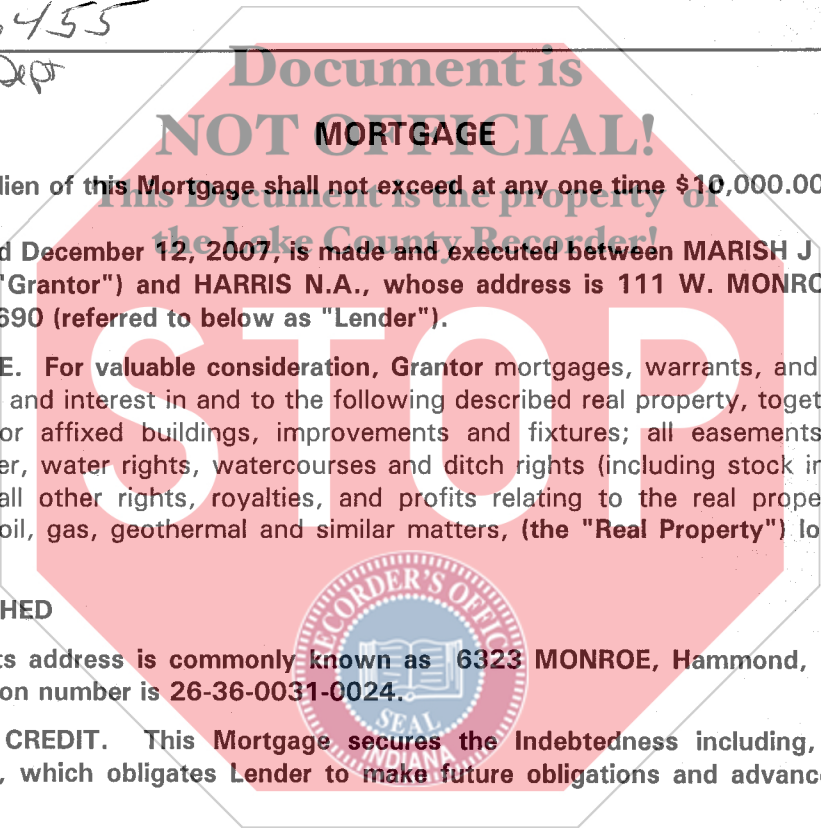 455
Dept
Document is
NOT OFFICIAL!
MORTGAGE
This Document is the property of
lien of this Mortgage shall not exceed at any one time $10,000.00
the Lake County Recorder!
d December 12, 2007, is made and executed between MARISH J
"Grantor") and HARRIS N.A., whose address is 111 W. MONRO
690 (referred to below as "Lender").
E. For valuable consideration, Grantor mortgages, warrants, and
and interest in and to the following described real property, toget
or affixed buildings, improvements and fixtures; all easements
er, water rights, watercourses and ditch rights (including stock in
all other rights, royalties, and profits relating to the real prope
oil, gas, geothermal and similar matters, (the "Real Property") lo
STOP
HED
ts address is commonly known as 6323 MONROE, Hammond,
on number is 26-36-0031-0024.
RECORDER'S OFFICE
SEAL
INDIANA
CREDIT. This Mortgage secures the Indebtedness including,
, which obligates Lender to make future obligations and advance